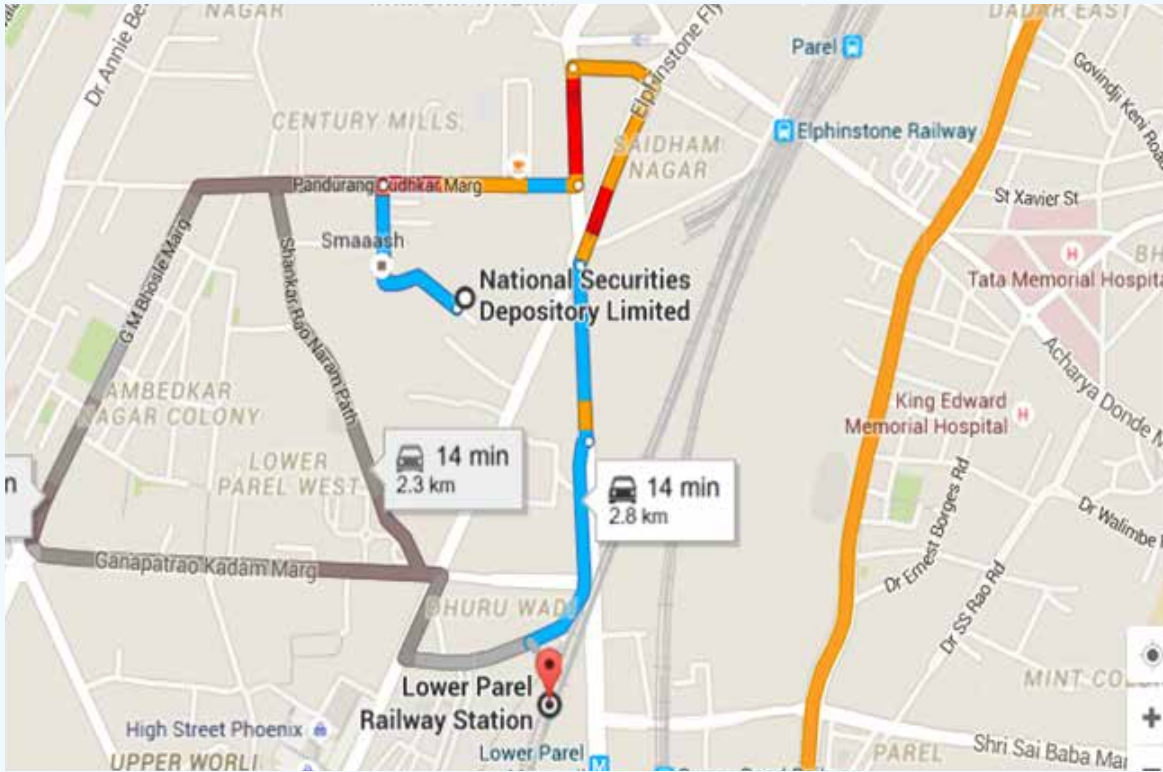 NAGAR
DADAR EAST
Dr Annie Be
Elphinstone Fly
Parel
Govindji Keni Road
CENTURY MILLS
Elphinstone Railway
SAIDHAM
NAGAR
Pandurang Budhkar Marg
St Xavier St
Smaaash
BH
Tata Memorial Hospita
National Securities
Depository Limited
G M Bhosle Marg
Shankar Rao Naram Path
Acharya Donde M
AMBEDKAR
NAGAR COLONY
King Edward
Memorial Hospital
LOWER
PAREL WEST
14 min
2.3 km
n
14 min
2.8 km
Dr Ernest Borges Rd
Dr Walimbe
Ganapatrao Kadam Marg
Dr SS Rao Rd
DHURU WADI
Lower Parel
Railway Station
MINT COL
High Street Phoenix
UPPER WORLI
Lower Parel
PAREL
Shri Sai Baba Mar